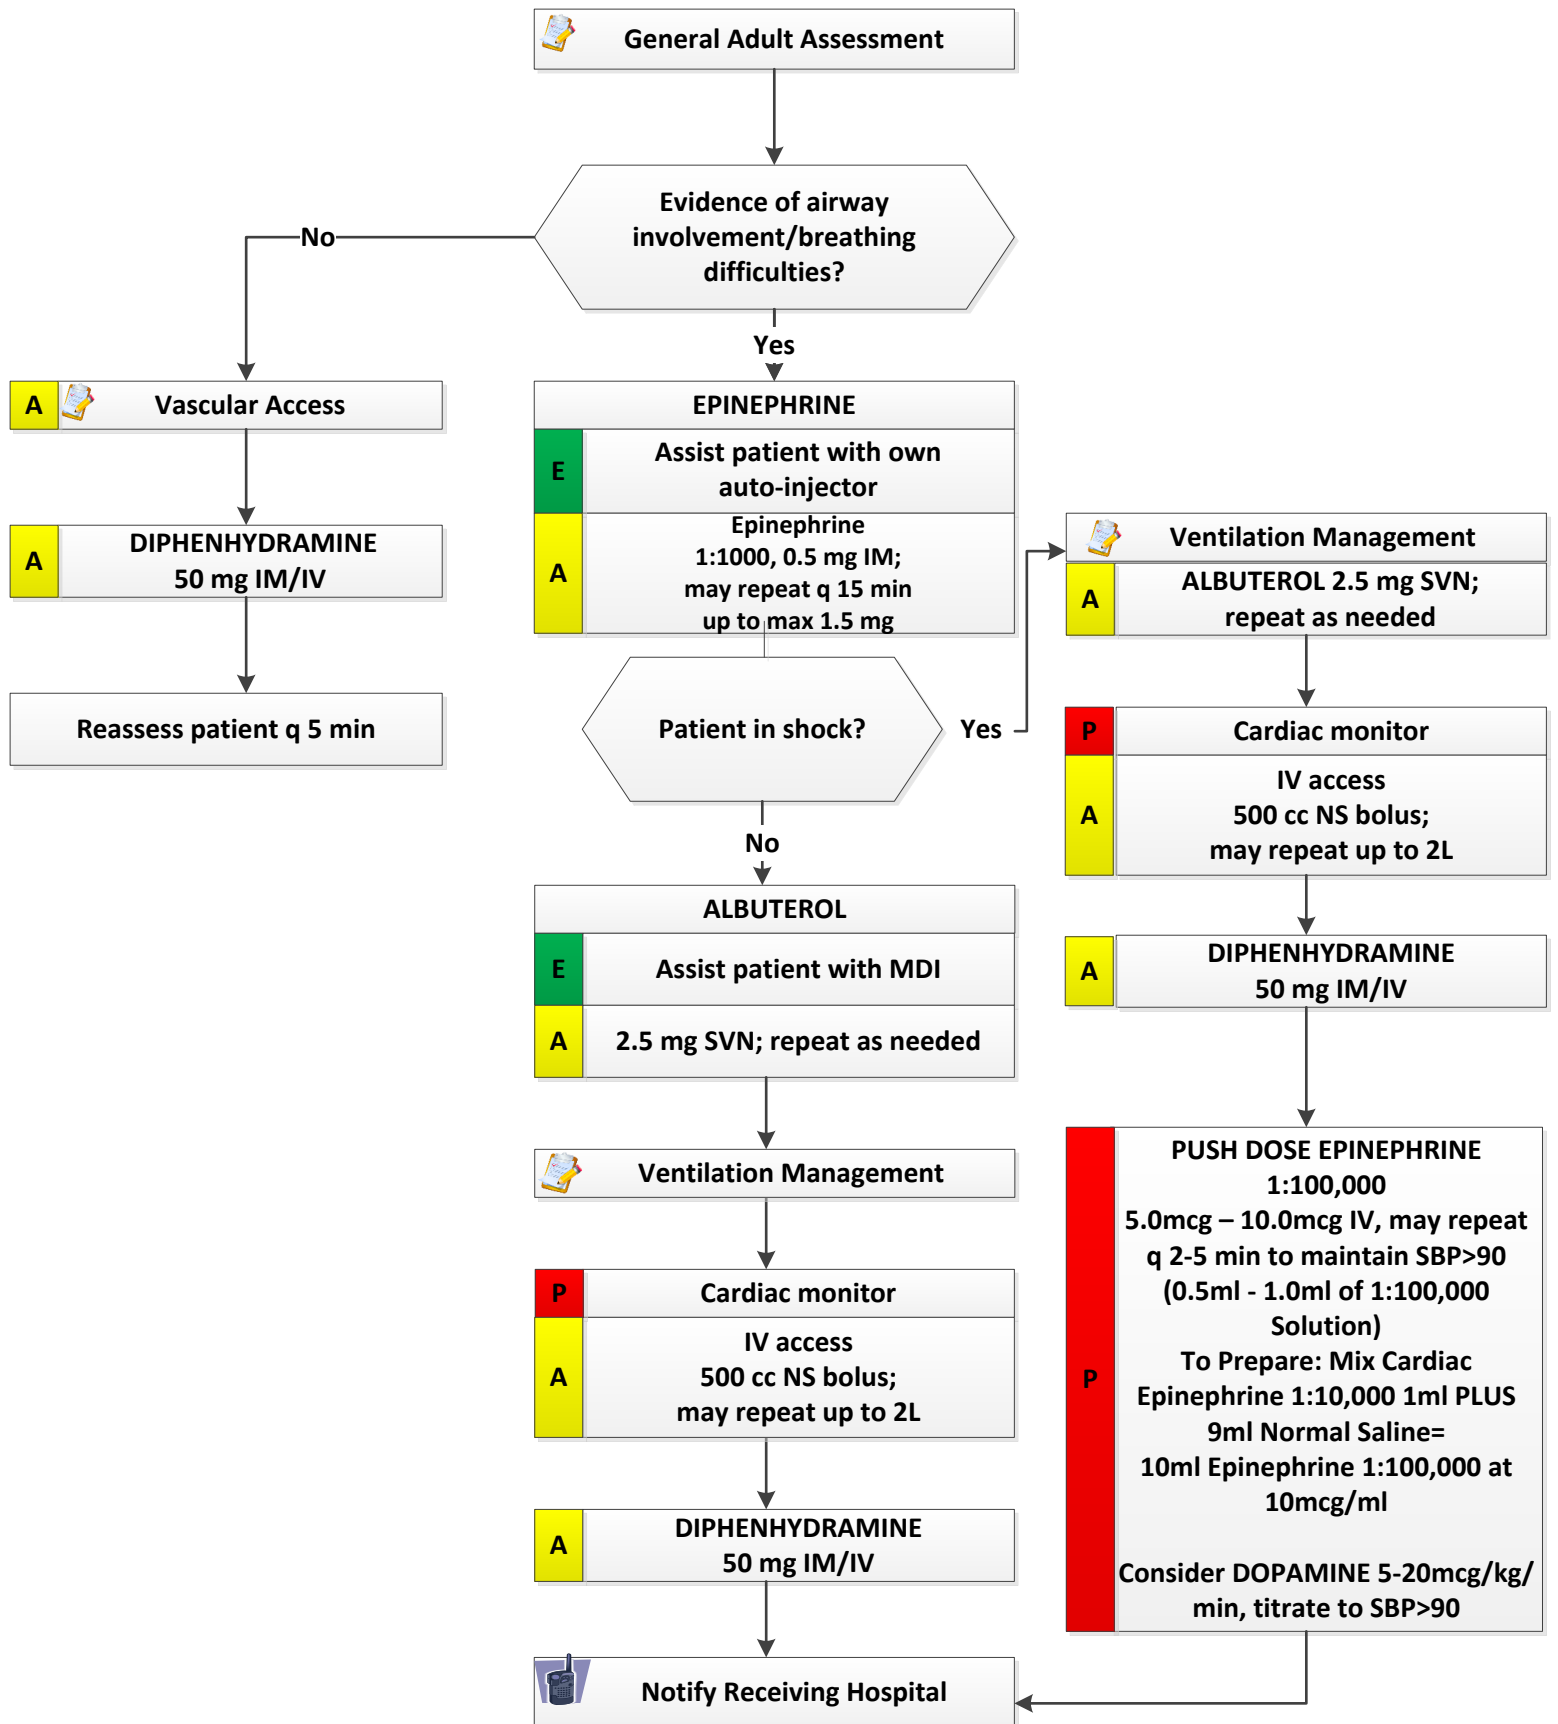 General Adult Assessment
Evidence of airway
involvement/breathing
difficulties?
No
Yes
A
Vascular Access
A
DIPHENHYDRAMINE
50 mg IM/IV
Reassess patient q 5 min
EPINEPHRINE
E
Assist patient with own
auto-injector
A
Epinephrine
1:1000, 0.5 mg IM;
may repeat q 15 min
up to max 1.5 mg
Patient in shock?
Yes
No
ALBUTEROL
E
Assist patient with MDI
A
2.5 mg SVN; repeat as needed
Ventilation Management
P
Cardiac monitor
A
IV access
500 cc NS bolus;
may repeat up to 2L
A
DIPHENHYDRAMINE
50 mg IM/IV
Ventilation Management
A
ALBUTEROL 2.5 mg SVN;
repeat as needed
P
Cardiac monitor
A
IV access
500 cc NS bolus;
may repeat up to 2L
A
DIPHENHYDRAMINE
50 mg IM/IV
P
PUSH DOSE EPINEPHRINE
1:100,000
5.0mcg – 10.0mcg IV, may repeat
q 2-5 min to maintain SBP>90
(0.5ml - 1.0ml of 1:100,000
Solution)
To Prepare: Mix Cardiac
Epinephrine 1:10,000 1ml PLUS
9ml Normal Saline=
10ml Epinephrine 1:100,000 at
10mcg/ml
Consider DOPAMINE 5-20mcg/kg/
min, titrate to SBP>90
Notify Receiving Hospital